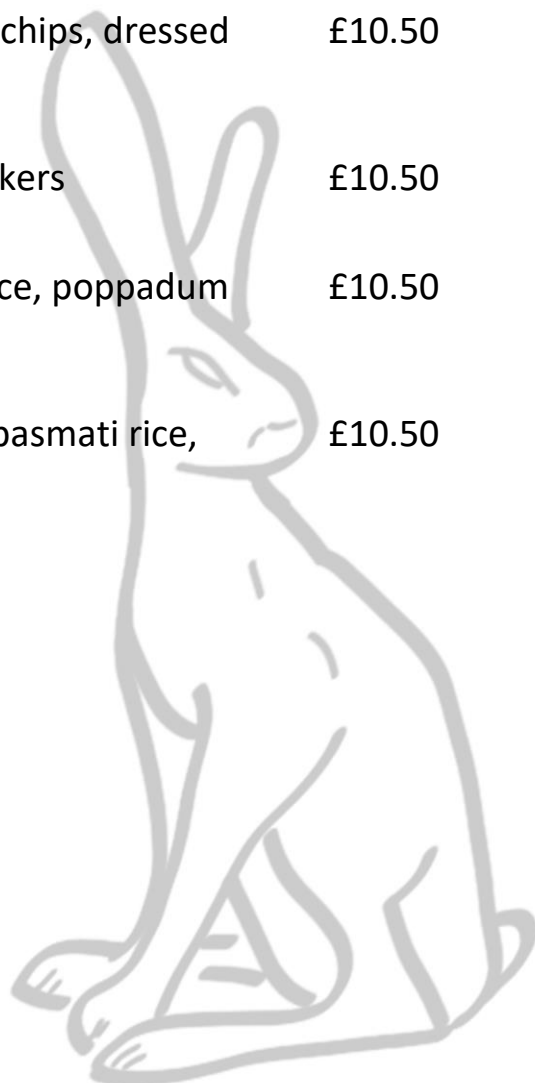 chips, dressed £10.50
kers £10.50
ce, poppadum £10.50
basmati rice, £10.50